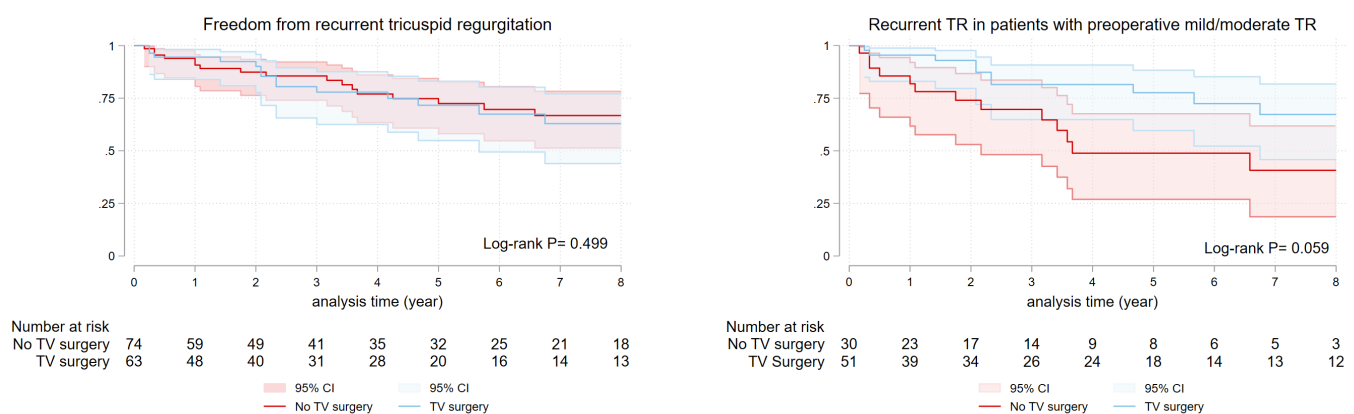 Freedom from recurrent tricuspid regurgitation
1
.75
.5
.25
0
Log-rank P= 0.499
0 1 2 3 4 5 6 7 8
analysis time (year)
Number at risk
No TV surgery 74 59 49 41 35 32 25 21 18
TV surgery 63 48 40 31 28 20 16 14 13
95% CI 95% CI
No TV surgery TV surgery
Recurrent TR in patients with preoperative mild/moderate TR
1
.75
.5
.25
0
Log-rank P= 0.059
0 1 2 3 4 5 6 7 8
analysis time (year)
Number at risk
No TV surgery 30 23 17 14 9 8 6 5 3
TV Surgery 51 39 34 26 24 18 14 13 12
95% CI 95% CI
No TV surgery TV surgery